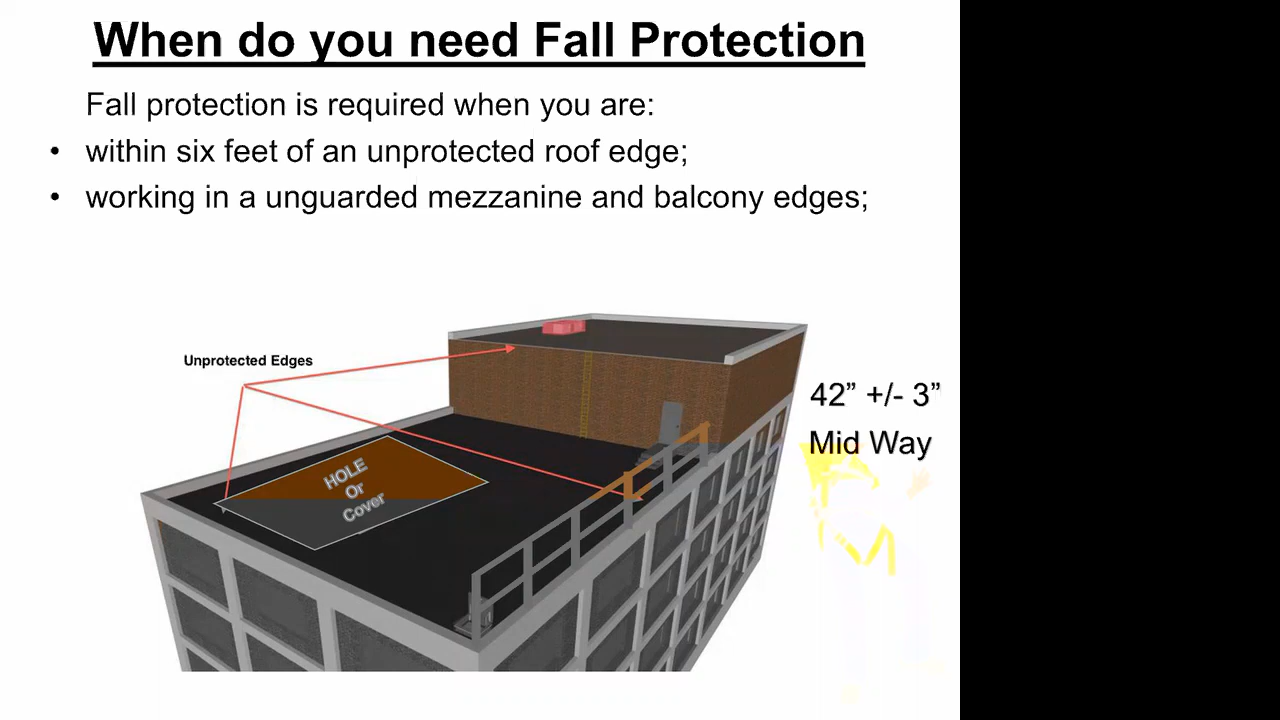 When do you need Fall Protection
Fall protection is required when you are:
• within six feet of an unprotected roof edge;
• working in a unguarded mezzanine and balcony edges;
Unprotected Edges
42” +/- 3”
Mid Way
HOLE
Or
Cover